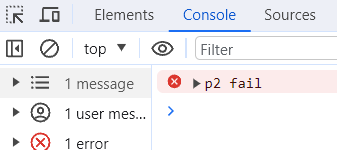 Elements Console Sources
top Filter
1 message
p2 fail
1 user mes...
1 error